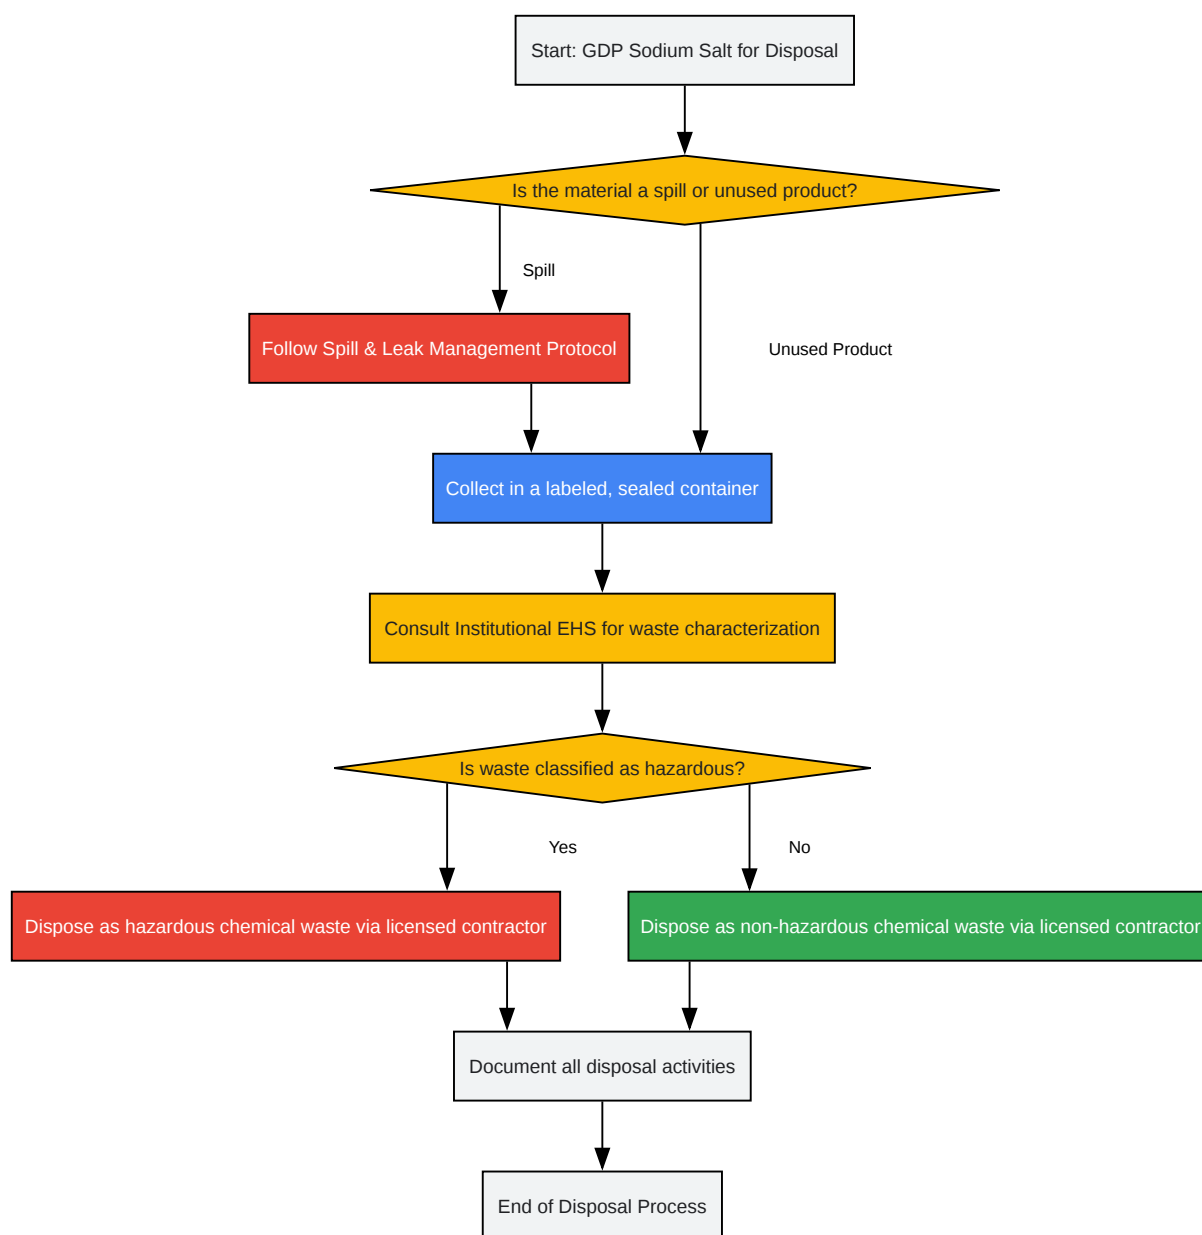 Start: GDP Sodium Salt for Disposal
Is the material a spill or unused product?
Spill
Follow Spill & Leak Management Protocol
Unused Product
Collect in a labeled, sealed container
Consult Institutional EHS for waste characterization
Is waste classified as hazardous?
Yes
No
Dispose as hazardous chemical waste via licensed contractor
Dispose as non-hazardous chemical waste via licensed contractor
Document all disposal activities
End of Disposal Process